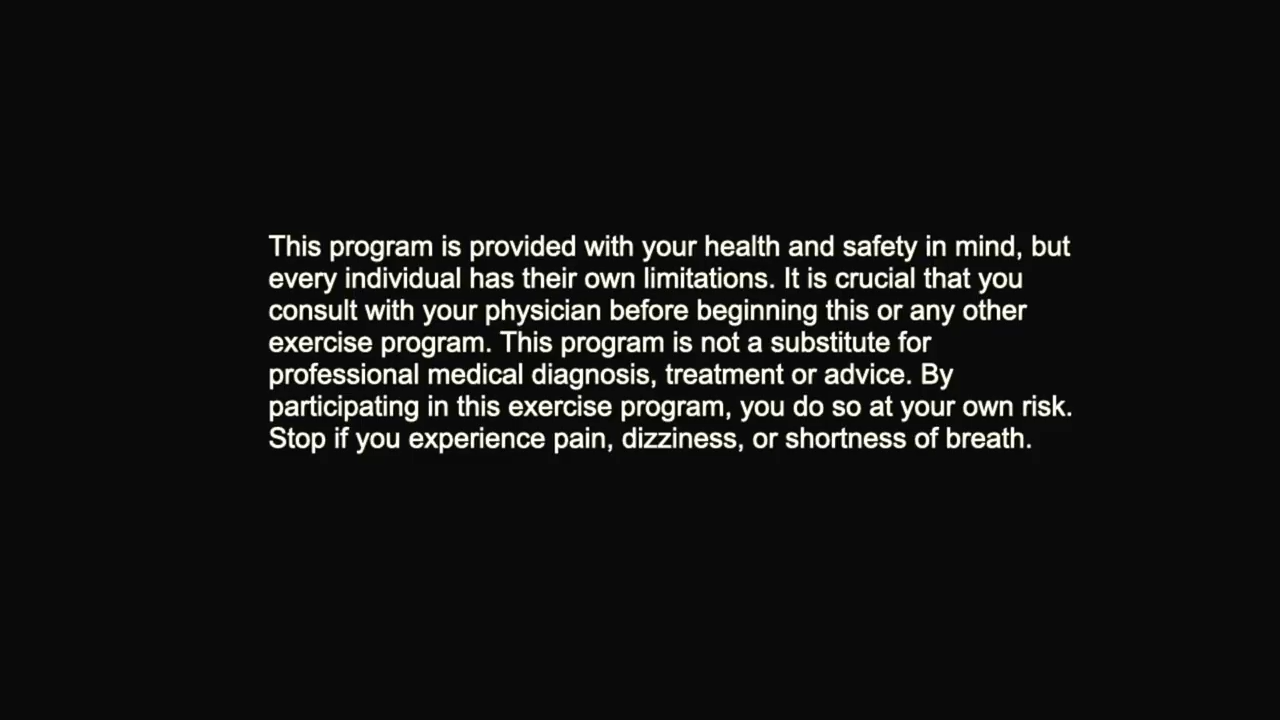 This program is provided with your health and safety in mind, but
every individual has their own limitations. It is crucial that you
consult with your physician before beginning this or any other
exercise program. This program is not a substitute for
professional medical diagnosis, treatment or advice. By
participating in this exercise program, you do so at your own risk.
Stop if you experience pain, dizziness, or shortness of breath.